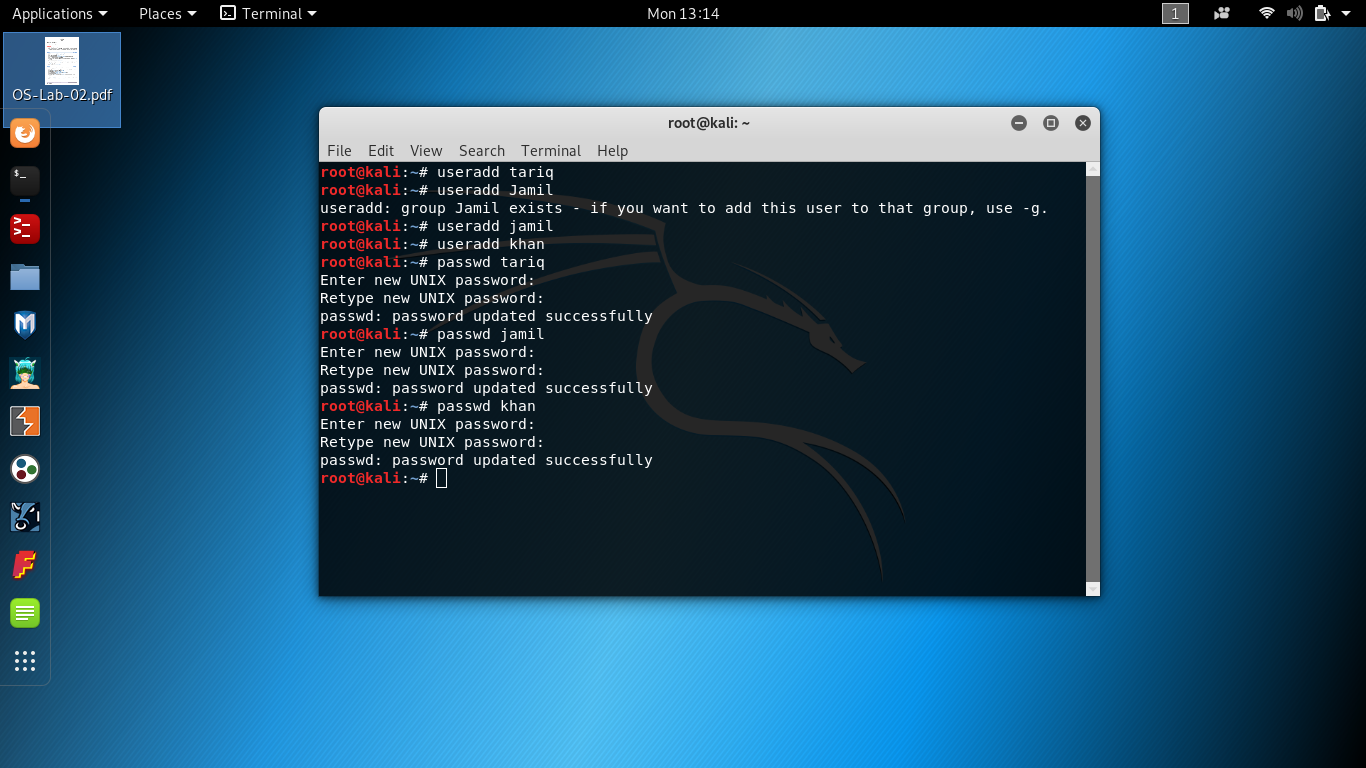 Applications Places Terminal Mon 13:14 1
OS-Lab-02.pdf
root@kali: ~
File Edit View Search Terminal Help
root@kali:~# useradd tariq
root@kali:~# useradd Jamil
useradd: group Jamil exists - if you want to add this user to that group, use -g.
root@kali:~# useradd jamil
root@kali:~# useradd khan
root@kali:~# passwd tariq
Enter new UNIX password:
Retype new UNIX password:
passwd: password updated successfully
root@kali:~# passwd jamil
Enter new UNIX password:
Retype new UNIX password:
passwd: password updated successfully
root@kali:~# passwd khan
Enter new UNIX password:
Retype new UNIX password:
passwd: password updated successfully
root@kali:~#